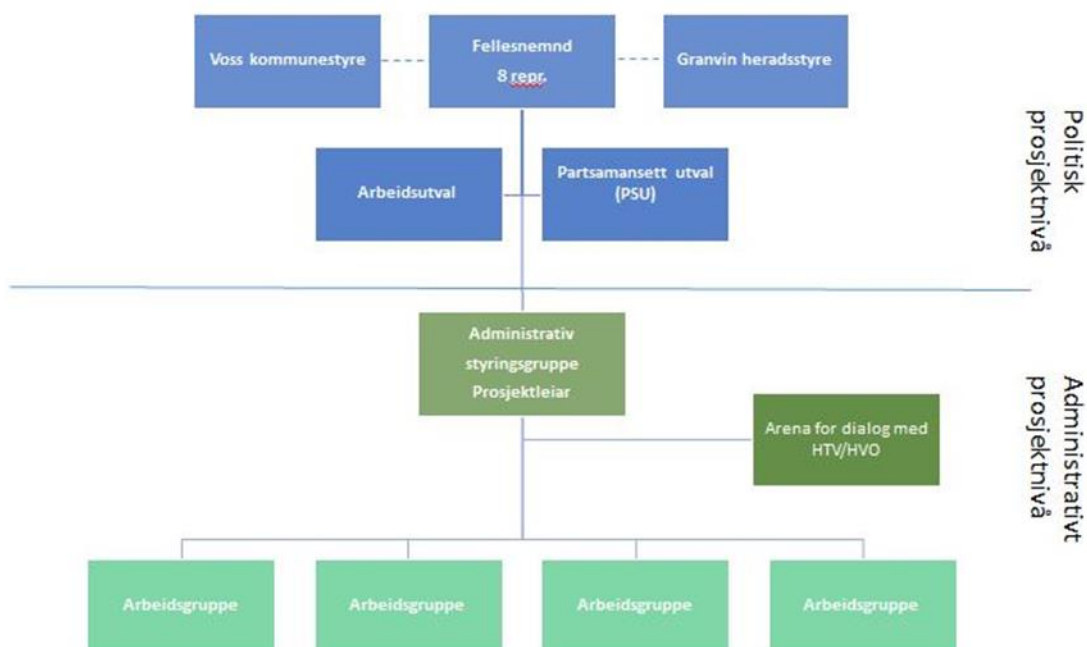 Voss kommunestyre
Fellesnemnd
8 repr.
Granvin heradsstyre
Arbeidsutval
Partsamansett utval
(PSU)
Politisk
prosjektnivå
Administrativ
styringsgruppe
Prosjektleiar
Arena for dialog med
HTV/HVO
Administrativt
prosjektnivå
Arbeidsgruppe
Arbeidsgruppe
Arbeidsgruppe
Arbeidsgruppe